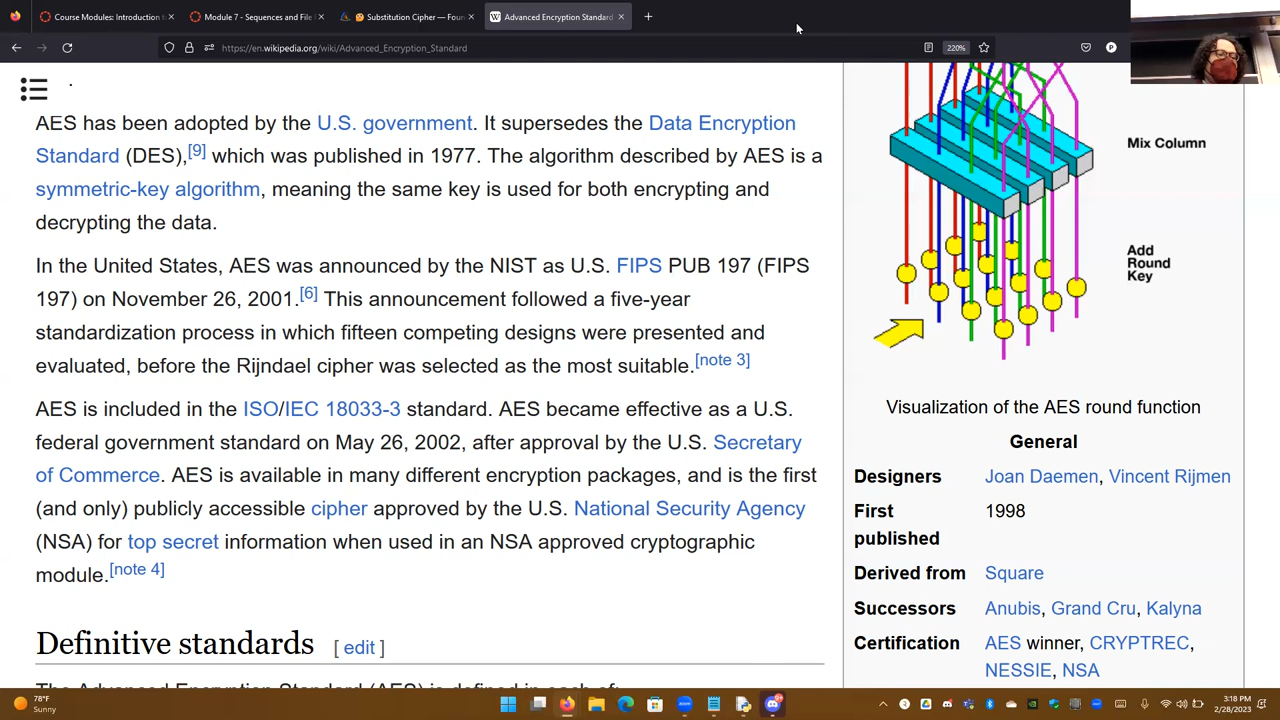 Course Modules: Introduction t
Module 7 - Sequences and File
Substitution Cipher — Foun
Advanced Encryption Standard
https://en.wikipedia.org/wiki/Advanced_Encryption_Standard
220%
AES has been adopted by the U.S. government. It supersedes the Data Encryption
Standard (DES),[9] which was published in 1977. The algorithm described by AES is a
symmetric-key algorithm, meaning the same key is used for both encrypting and
decrypting the data.
In the United States, AES was announced by the NIST as U.S. FIPS PUB 197 (FIPS
197) on November 26, 2001.[6] This announcement followed a five-year
standardization process in which fifteen competing designs were presented and
evaluated, before the Rijndael cipher was selected as the most suitable.[note 3]
AES is included in the ISO/IEC 18033-3 standard. AES became effective as a U.S.
federal government standard on May 26, 2002, after approval by the U.S. Secretary
of Commerce. AES is available in many different encryption packages, and is the first
(and only) publicly accessible cipher approved by the U.S. National Security Agency
(NSA) for top secret information when used in an NSA approved cryptographic
module.[note 4]
Definitive standards [ edit ]
The Advanced Encryption Standard (AES) is defined in each of:
Mix Column
Add
Round
Key
Visualization of the AES round function
General
Designers Joan Daemen, Vincent Rijmen
First 1998
published
Derived from Square
Successors Anubis, Grand Cru, Kalyna
Certification AES winner, CRYPTREC,
NESSIE, NSA
78°F
Sunny
3:18 PM
2/28/2023